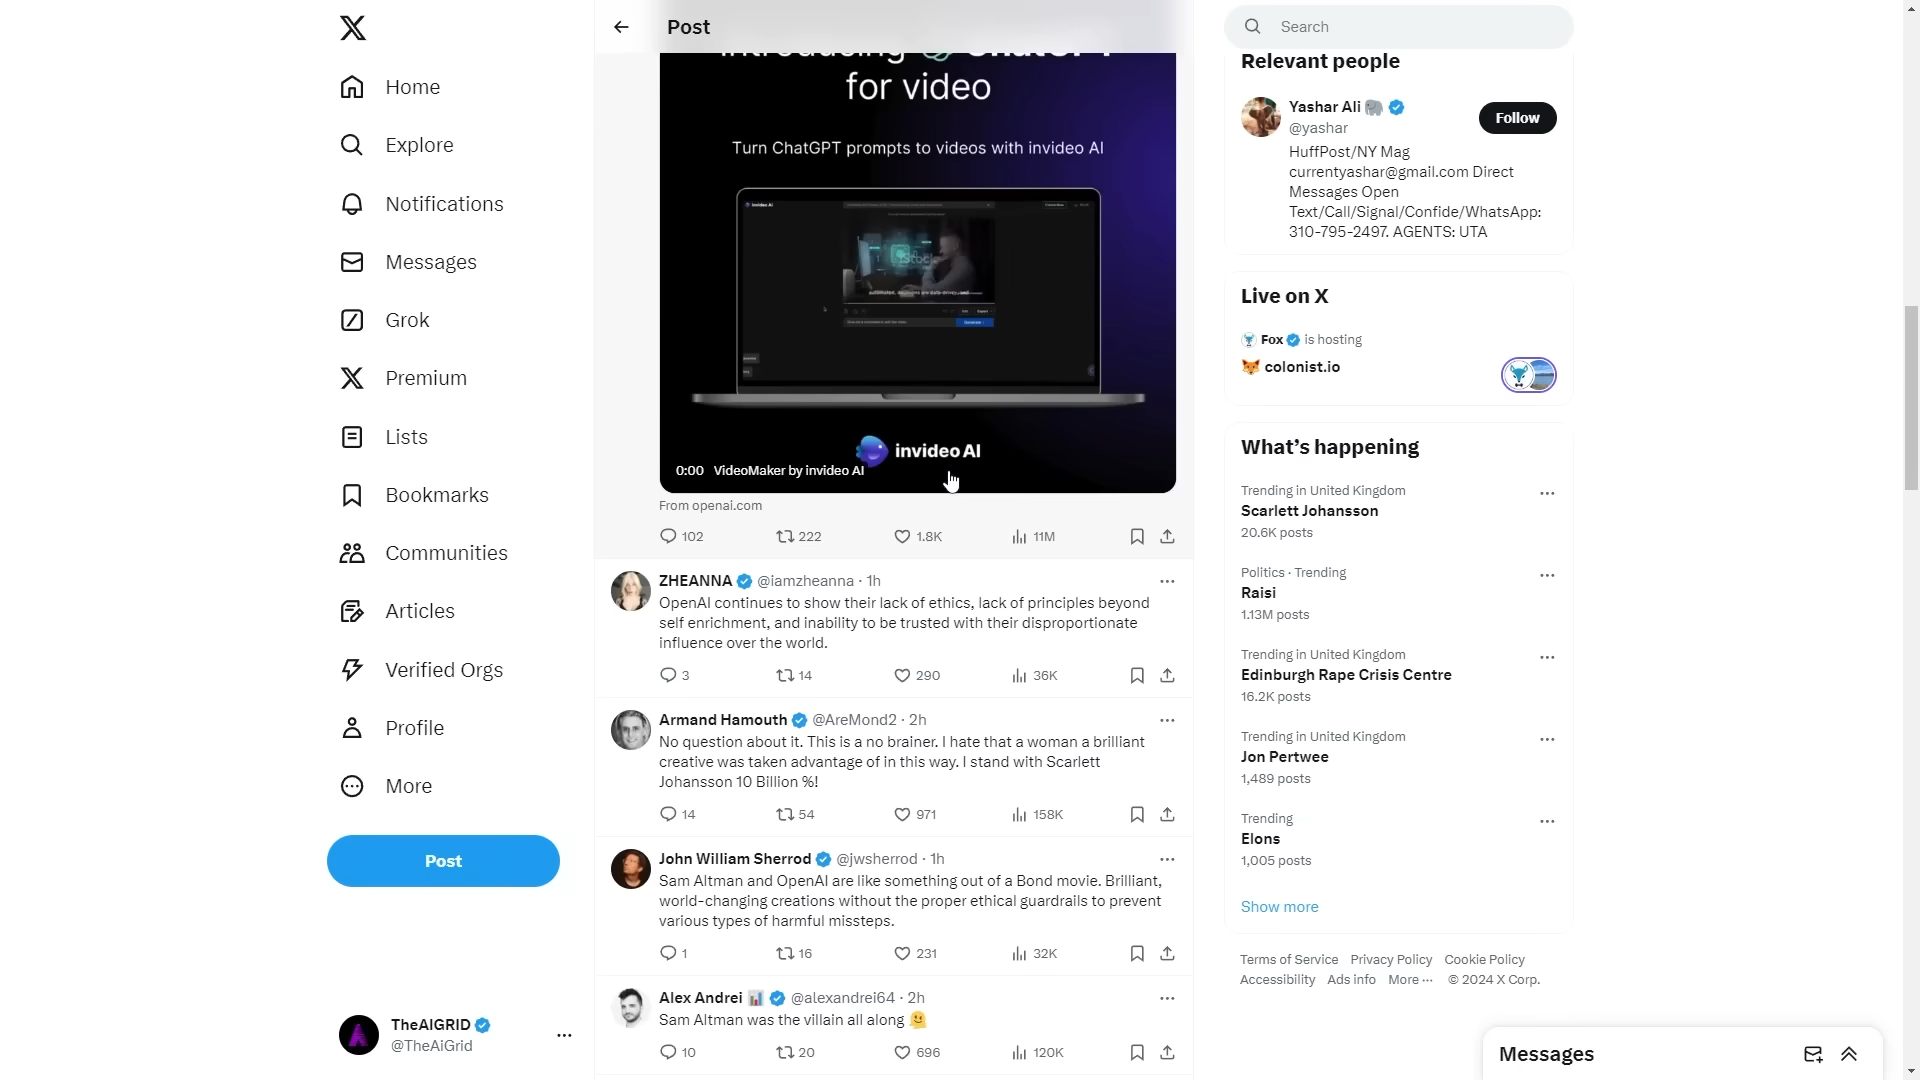 Home
Explore
Notifications
Messages
Grok
Premium
Lists
Bookmarks
Communities
Articles
Verified Orgs
Profile
More
Post
TheAIGRID
@TheAiGrid
Post
Introducing ChatGPT
for video
Turn ChatGPT prompts to videos with invideo AI
invideo AI
iStock
invideo AI
0:00 VideoMaker by invideo AI
From openai.com
102 222 1.8K 11M
ZHEANNA @iamzheanna · 1h
OpenAI continues to show their lack of ethics, lack of principles beyond
self enrichment, and inability to be trusted with their disproportionate
influence over the world.
3 14 290 36K
Armand Hamouth @AreMond2 · 2h
No question about it. This is a no brainer. I hate that a woman a brilliant
creative was taken advantage of in this way. I stand with Scarlett
Johansson 10 Billion %!
14 54 971 158K
John William Sherrod @jwsherrod · 1h
Sam Altman and OpenAI are like something out of a Bond movie. Brilliant,
world-changing creations without the proper ethical guardrails to prevent
various types of harmful missteps.
1 16 231 32K
Alex Andrei @alexandrei64 · 2h
Sam Altman was the villain all along
10 20 696 120K
Search
Relevant people
Yashar Ali
@yashar
Follow
HuffPost/NY Mag
currentyashar@gmail.com Direct
Messages Open
Text/Call/Signal/Confide/WhatsApp:
310-795-2497. AGENTS: UTA
Live on X
Fox is hosting
colonist.io
What's happening
Trending in United Kingdom
Scarlett Johansson
20.6K posts
Politics · Trending
Raisi
1.13M posts
Trending in United Kingdom
Edinburgh Rape Crisis Centre
16.2K posts
Trending in United Kingdom
Jon Pertwee
1,489 posts
Trending
Elons
1,005 posts
Show more
Terms of Service Privacy Policy Cookie Policy
Accessibility Ads info More ··· © 2024 X Corp.
Messages